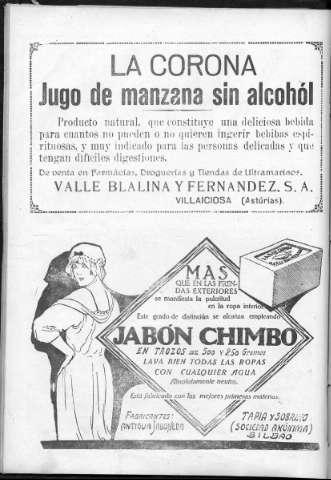 LA CORONA
Jugo de manzana sin alcohól
Producto natural, que constituye una deliciosa bebida
para cuantos no pueden o no quieren ingerir bebibas espi-
rituosas, y muy indicado para las personas delicadas y que
tengan difíciles digestiones.
De venta en Farmácias, Droguerías y Tiendas de Ultramarinos.
VALLE BLALINA Y FERNANDEZ, S. A.
VILLAICIOSA (Astúrias).
MAS
QUE EN LAS PREN-
DAS EXTERIORES
se manifiesta la pulcritud
en la ropa interior
Este grado de distinción se alcanza empleando
JABÓN CHIMBO
EN TROZOS DE 500 Y 250 Gramos
LAVA BIEN TODAS LAS ROPAS
CON CUALQUIER AGUA
Absolutamente neutro.
Está fabricado con las mejores primeras materias.
FABRICANTES:
ANTIGUA JABONERA
TAPIA Y SOBRINO
(SOCIEDAD ANÓNIMA)
BILBAO